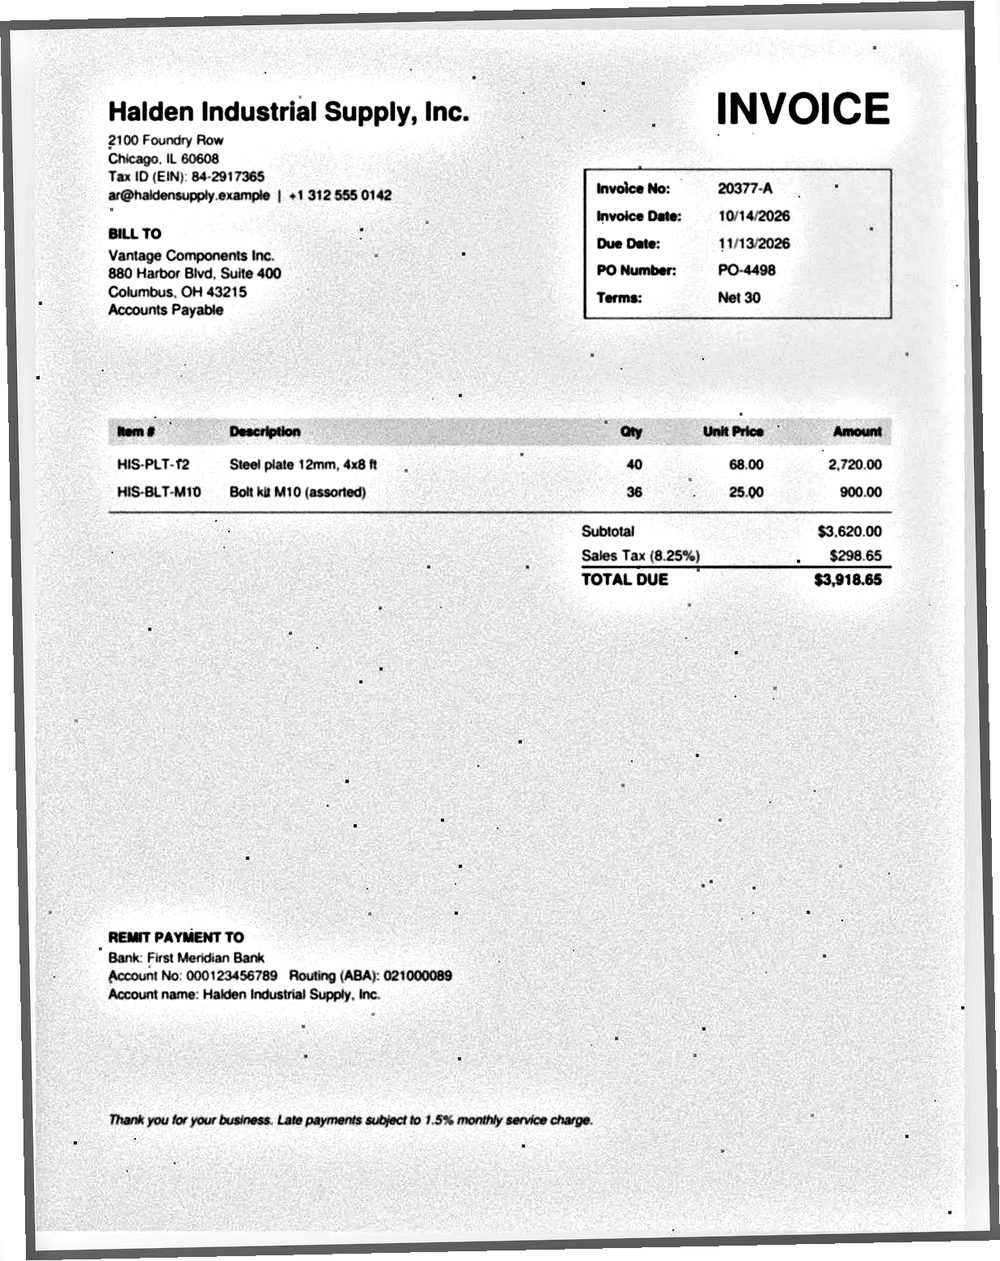 Halden Industrial Supply, Inc.
INVOICE
2100 Foundry Row
Chicago, IL 60608
Tax ID (EIN): 84-2917365
ar@haldensupply.example | +1 312 555 0142
Invoice No: 20377-A
Invoice Date: 10/14/2026
Due Date: 11/13/2026
PO Number: PO-4498
Terms: Net 30
BILL TO
Vantage Components Inc.
880 Harbor Blvd, Suite 400
Columbus, OH 43215
Accounts Payable
Item # Description Qty Unit Price Amount
HIS-PLT-12 Steel plate 12mm, 4x8 ft 40 68.00 2,720.00
HIS-BLT-M10 Bolt kit M10 (assorted) 36 25.00 900.00
Subtotal $3,620.00
Sales Tax (8.25%) $298.65
TOTAL DUE $3,918.65
REMIT PAYMENT TO
Bank: First Meridian Bank
Account No: 000123456789 Routing (ABA): 021000089
Account name: Halden Industrial Supply, Inc.
Thank you for your business. Late payments subject to 1.5% monthly service charge.